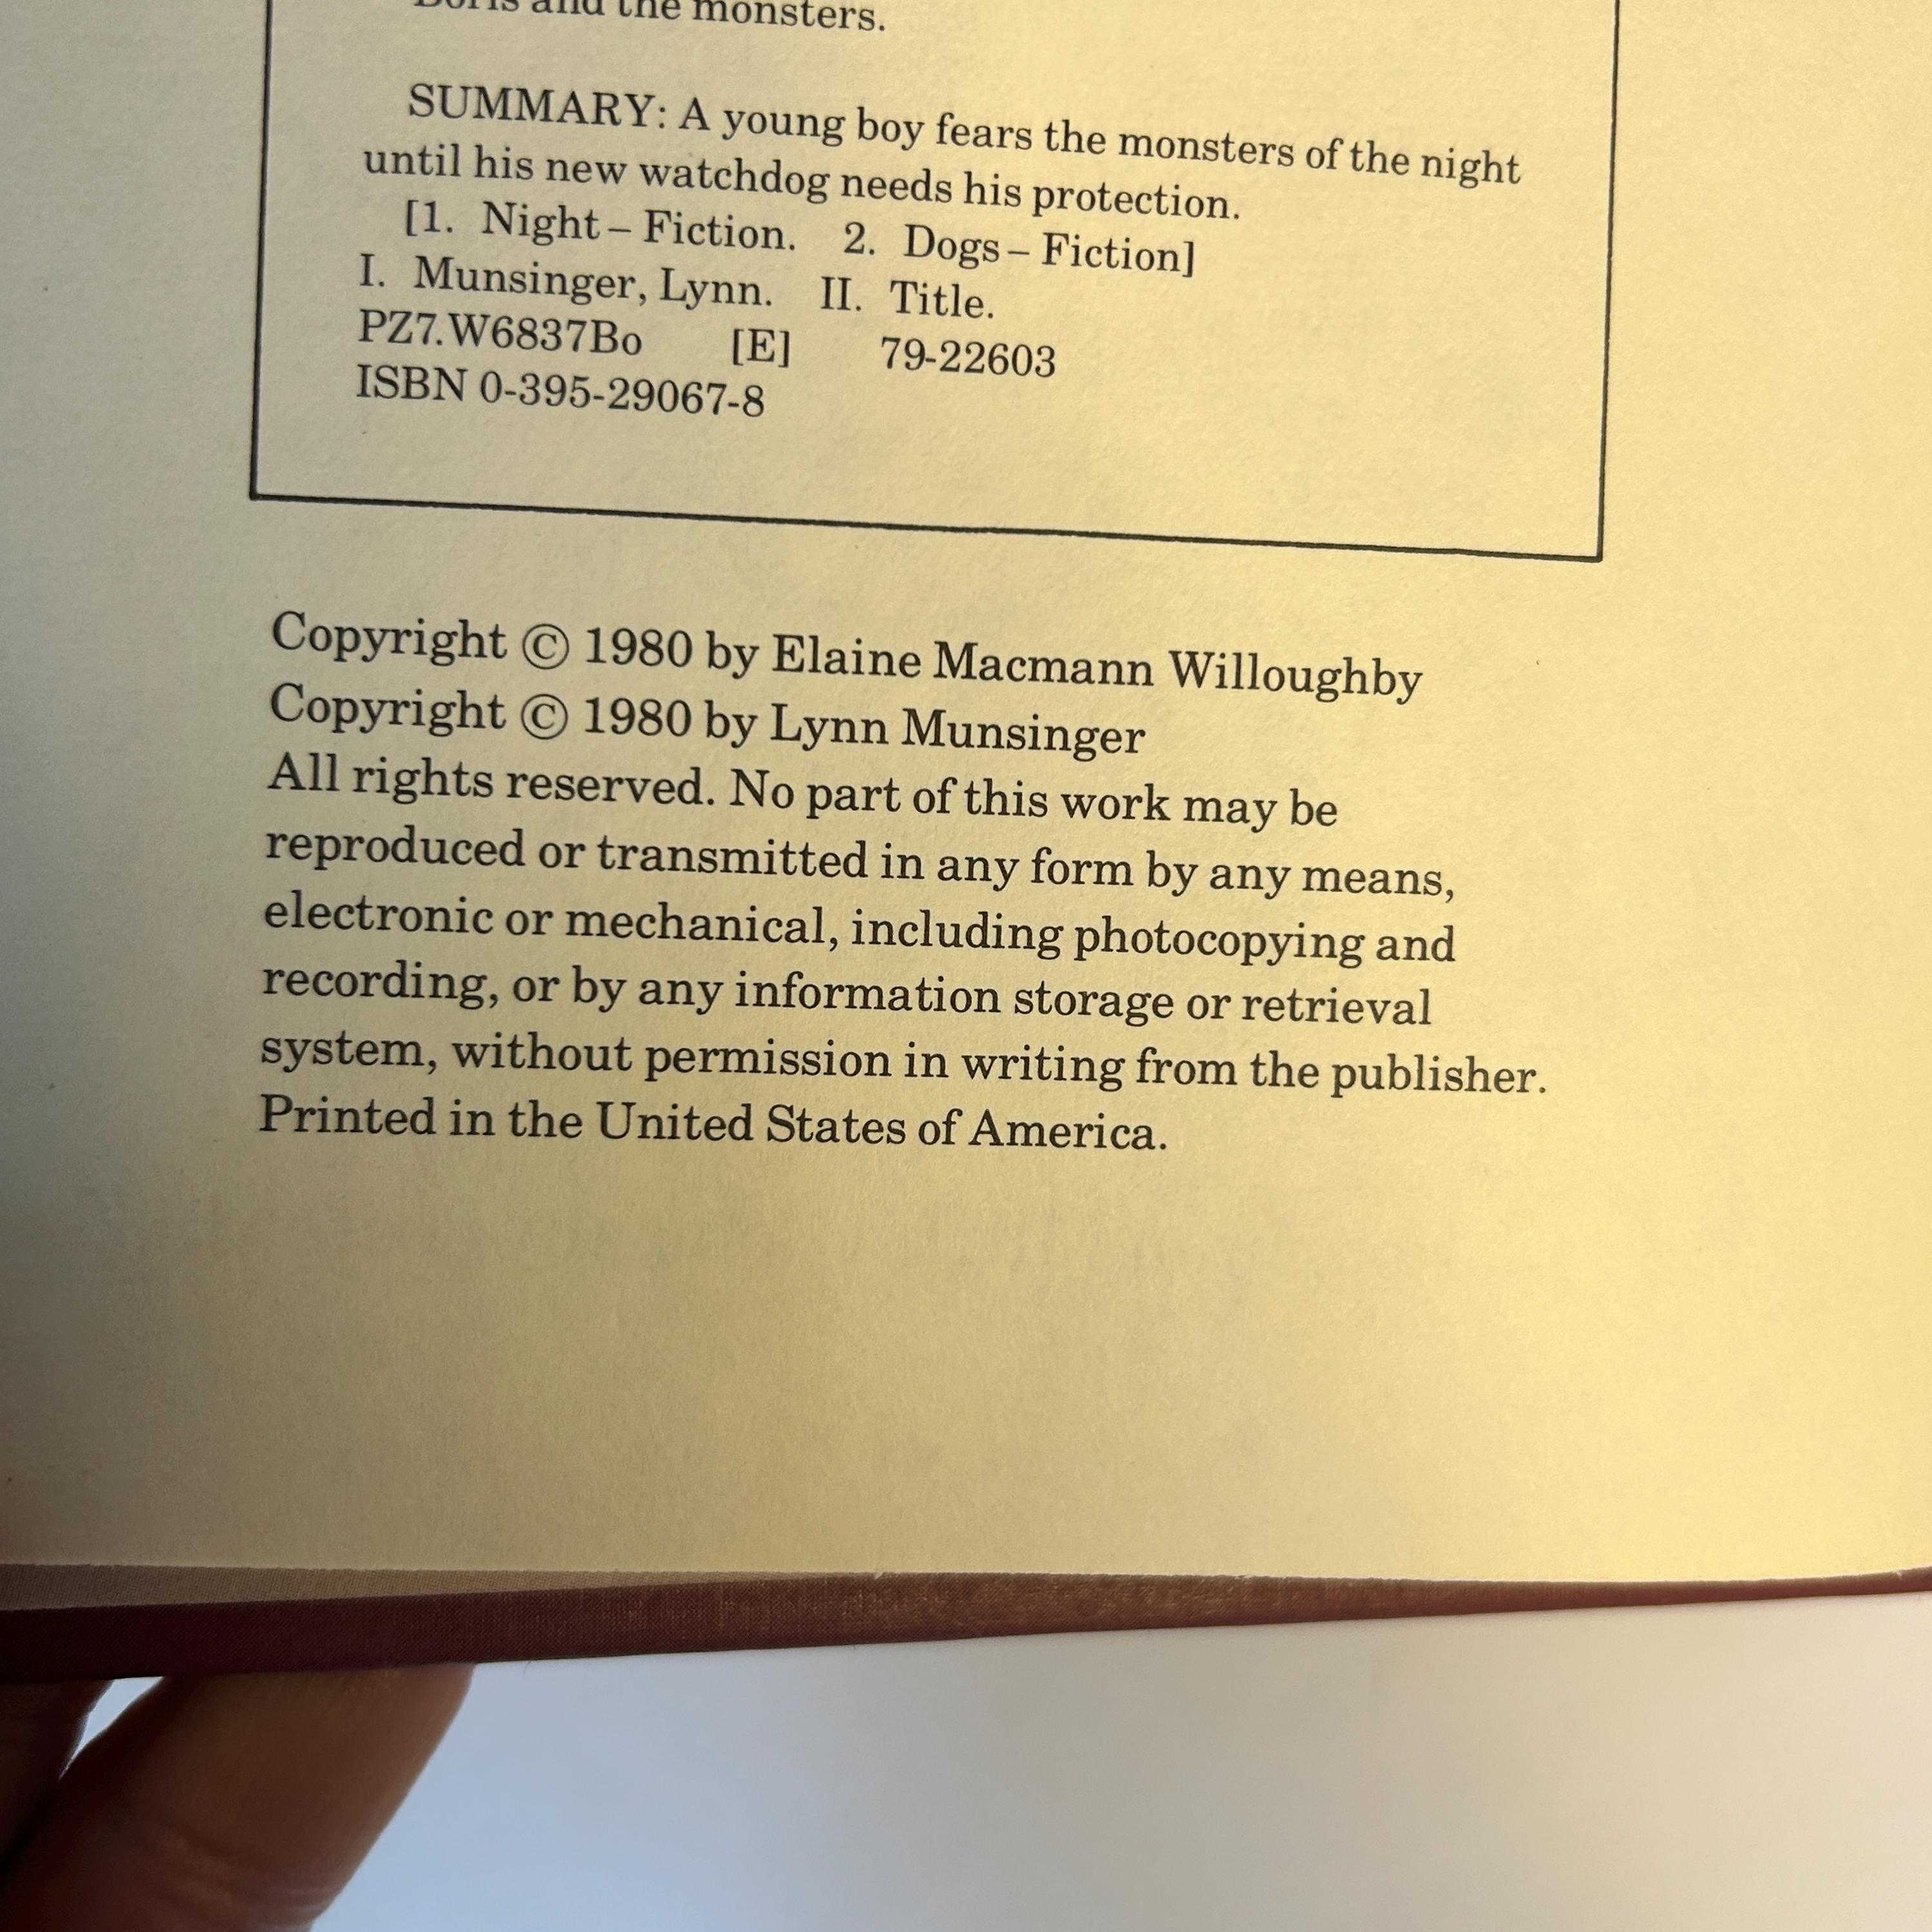 Boris and the monsters.
SUMMARY: A young boy fears the monsters of the night
until his new watchdog needs his protection.
[1. Night – Fiction. 2. Dogs – Fiction]
I. Munsinger, Lynn. II. Title.
PZ7.W6837Bo [E] 79-22603
ISBN 0-395-29067-8
Copyright © 1980 by Elaine Macmann Willoughby
Copyright © 1980 by Lynn Munsinger
All rights reserved. No part of this work may be
reproduced or transmitted in any form by any means,
electronic or mechanical, including photocopying and
recording, or by any information storage or retrieval
system, without permission in writing from the publisher.
Printed in the United States of America.